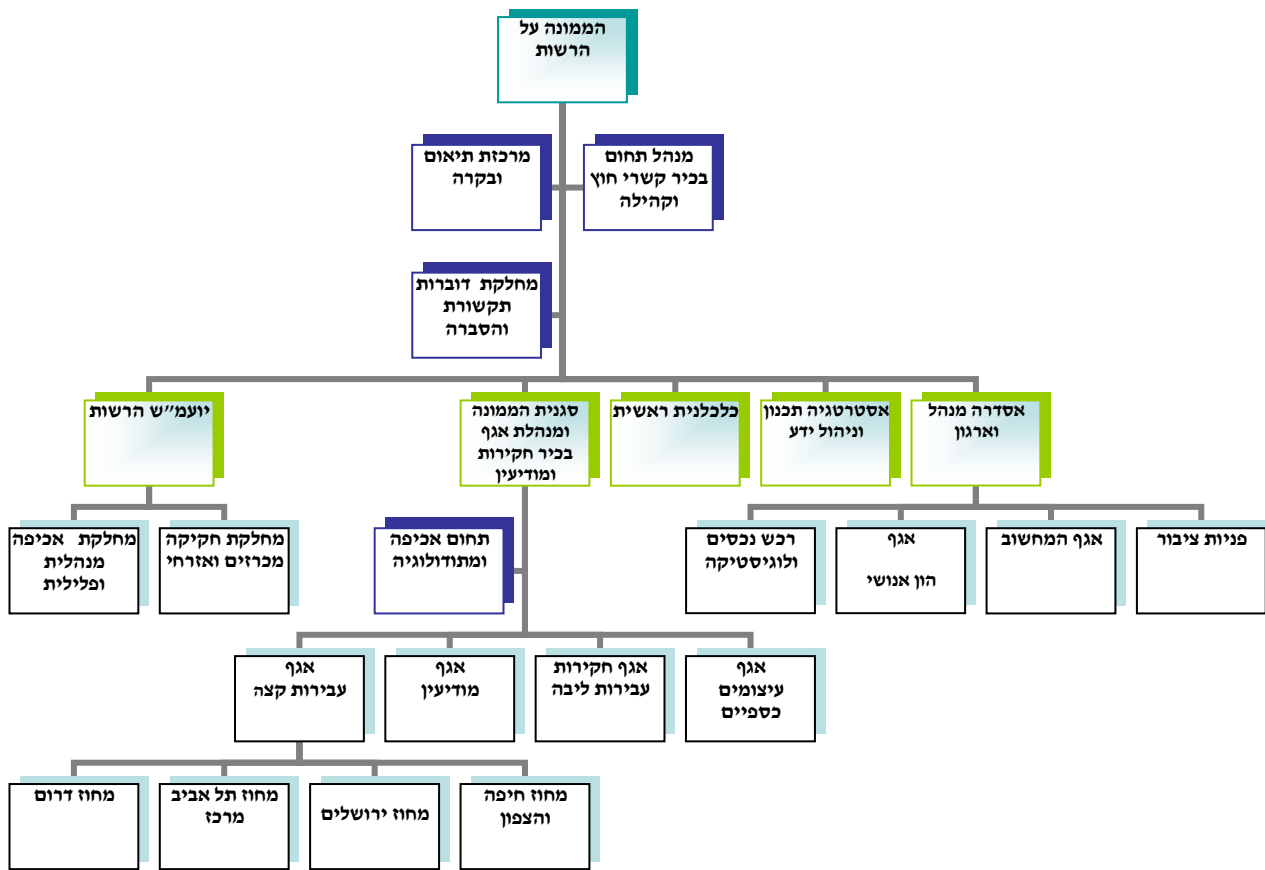 הממונה על
הרשות
מנהל תחום
בכיר קשרי חוץ
וקהילה
מרכזת תיאום
ובקרה
מחלקת דוברות
תקשורת
והסברה
אסדרה מנהל
וארגון
אסטרטגיה תכנון
וניהול ידע
כלכלנית ראשית
סגנית הממונה
ומנהלת אגף
בכיר חקירות
ומודיעין
יועמ״ש הרשות
פניות ציבור
אגף המחשוב
אגף
הון אנושי
רכש נכסים
ולוגיסטיקה
תחום אכיפה
ומתודולוגיה
מחלקת חקיקה
מכרזים ואזרחי
מחלקת אכיפה
מנהלית
ופלילית
אגף
עיצומים
כספיים
אגף חקירות
עבירות ליבה
אגף
מודיעין
אגף
עבירות קצה
מחוז חיפה
והצפון
מחוז ירושלים
מחוז תל אביב
מרכז
מחוז דרום